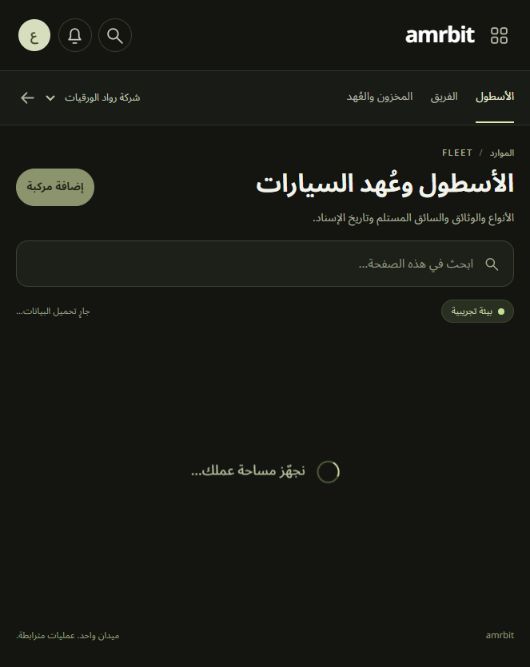 amrbit
ع
الأسطول
الفريق
المخزون والعُهد
شركة رواد الورقيات
الموارد / FLEET
الأسطول وعُهد السيارات
إضافة مركبة
الأنواع والوثائق والسائق المستلم وتاريخ الإسناد.
ابحث في هذه الصفحة...
بيئة تجريبية
جارٍ تحميل البيانات...
نجهّز مساحة عملك...
amrbit
ميدان واحد. عمليات مترابطة.